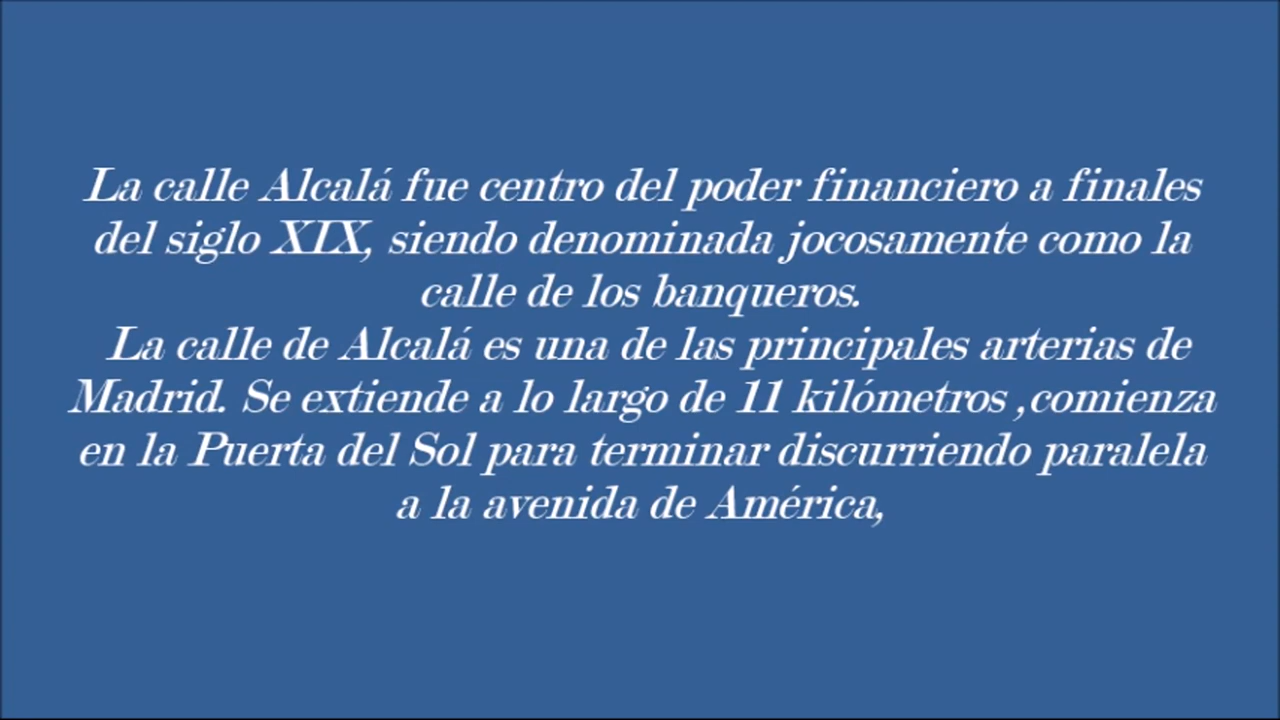 La calle Alcalá fue centro del poder financiero a finales
del siglo XIX, siendo denominada jocosamente como la
calle de los banqueros.
La calle de Alcalá es una de las principales arterias de
Madrid. Se extiende a lo largo de 11 kilómetros ,comienza
en la Puerta del Sol para terminar discurriendo paralela
a la avenida de América,